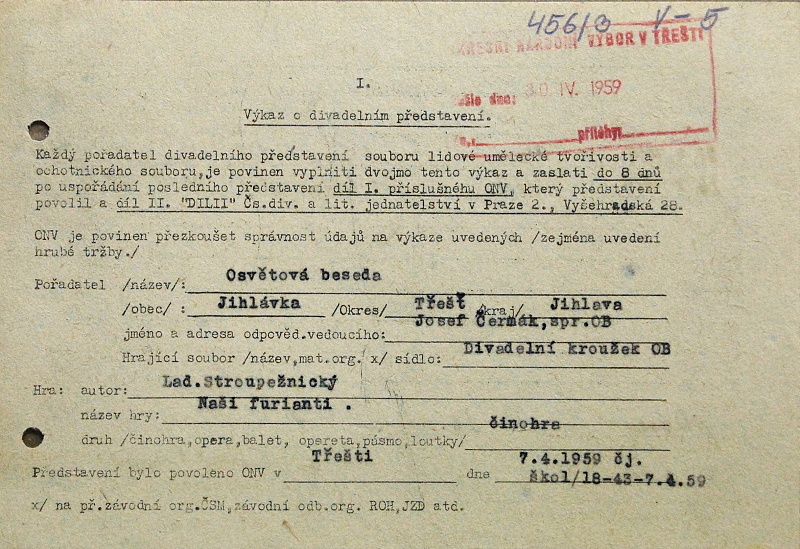 456/3 V-5
OKRESNÍ NÁRODNÍ VÝBOR V TŘEŠTI
došlo dne: 30 IV. 1959
přílohy:
I.
Výkaz o divadelním představení.
Každý pořadatel divadelního představení souboru lidové umělecké tvořivosti a
ochotnického souboru,je povinen vyplniti dvojmo tento výkaz a zaslati do 8 dnů
po uspořádání posledního představení díl I. příslušného ONV, který představení
povolil a díl II. "DILII" Čs.div. a lit. jednatelství v Praze 2., Vyšehradská 28.
ONV je povinen přezkoušet správnost údajů na výkaze uvedených /zejména uvedení
hrubé tržby./
Pořadatel /název/: Osvětová beseda
/obec/ : Jihlávka /Okres/ Třešť /kraj/ Jihlava
jméno a adresa odpověd.vedoucího: Josef Čermák,spr.OB
Hrající soubor /název,mat.org. x/ sídlo: Divadelní kroužek OB
Hra: autor: Lad.Stroupežnický
název hry: Naši furianti .
druh /činohra,opera,balet, opereta,pásmo,loutky/ činohra
Představení bylo povoleno ONV v Třešti dne 7.4.1959 čj.
škol/18-43-7.4.59
x/ na př.závodní org.ČSM,závodní odb.org. ROH,JZD atd.